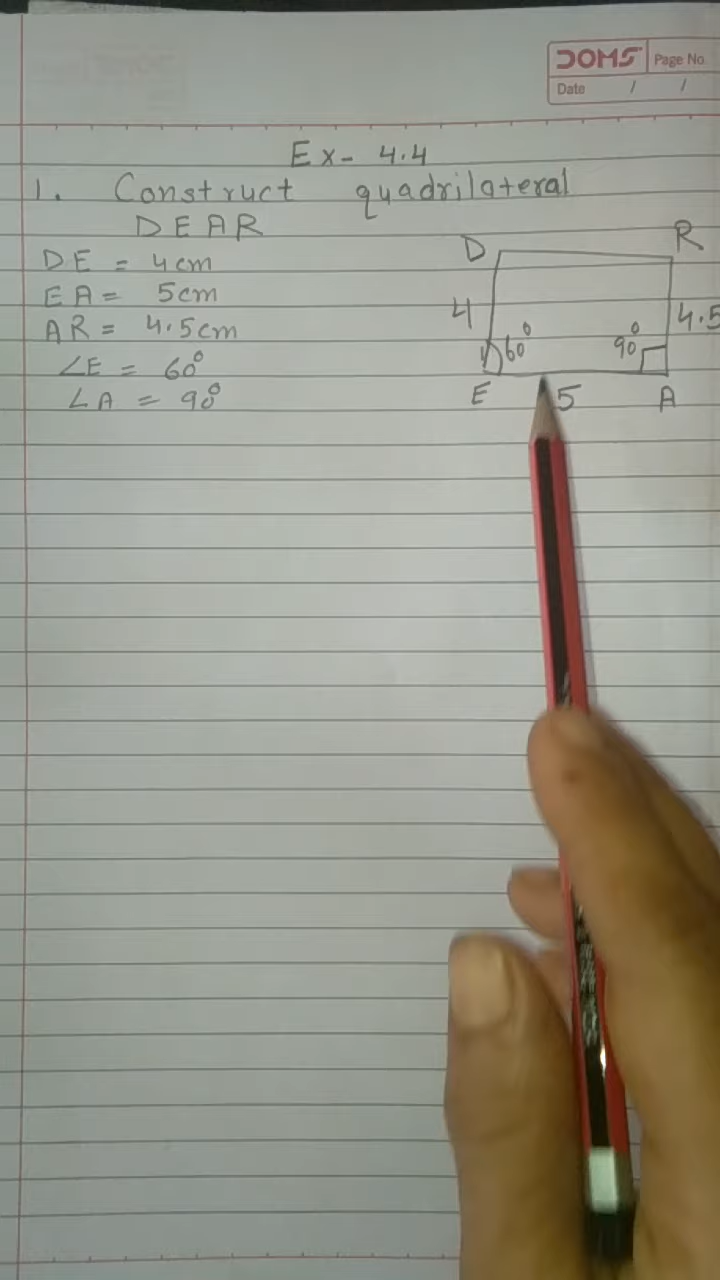 DOMS Page No.
Date / /
Ex- 4.4
1. Construct quadrilateral
DEAR
DE = 4cm
EA = 5cm
AR = 4.5cm
∠E = 60°
∠A = 90°
D R
4 4.5
60° 90°
E 5 A